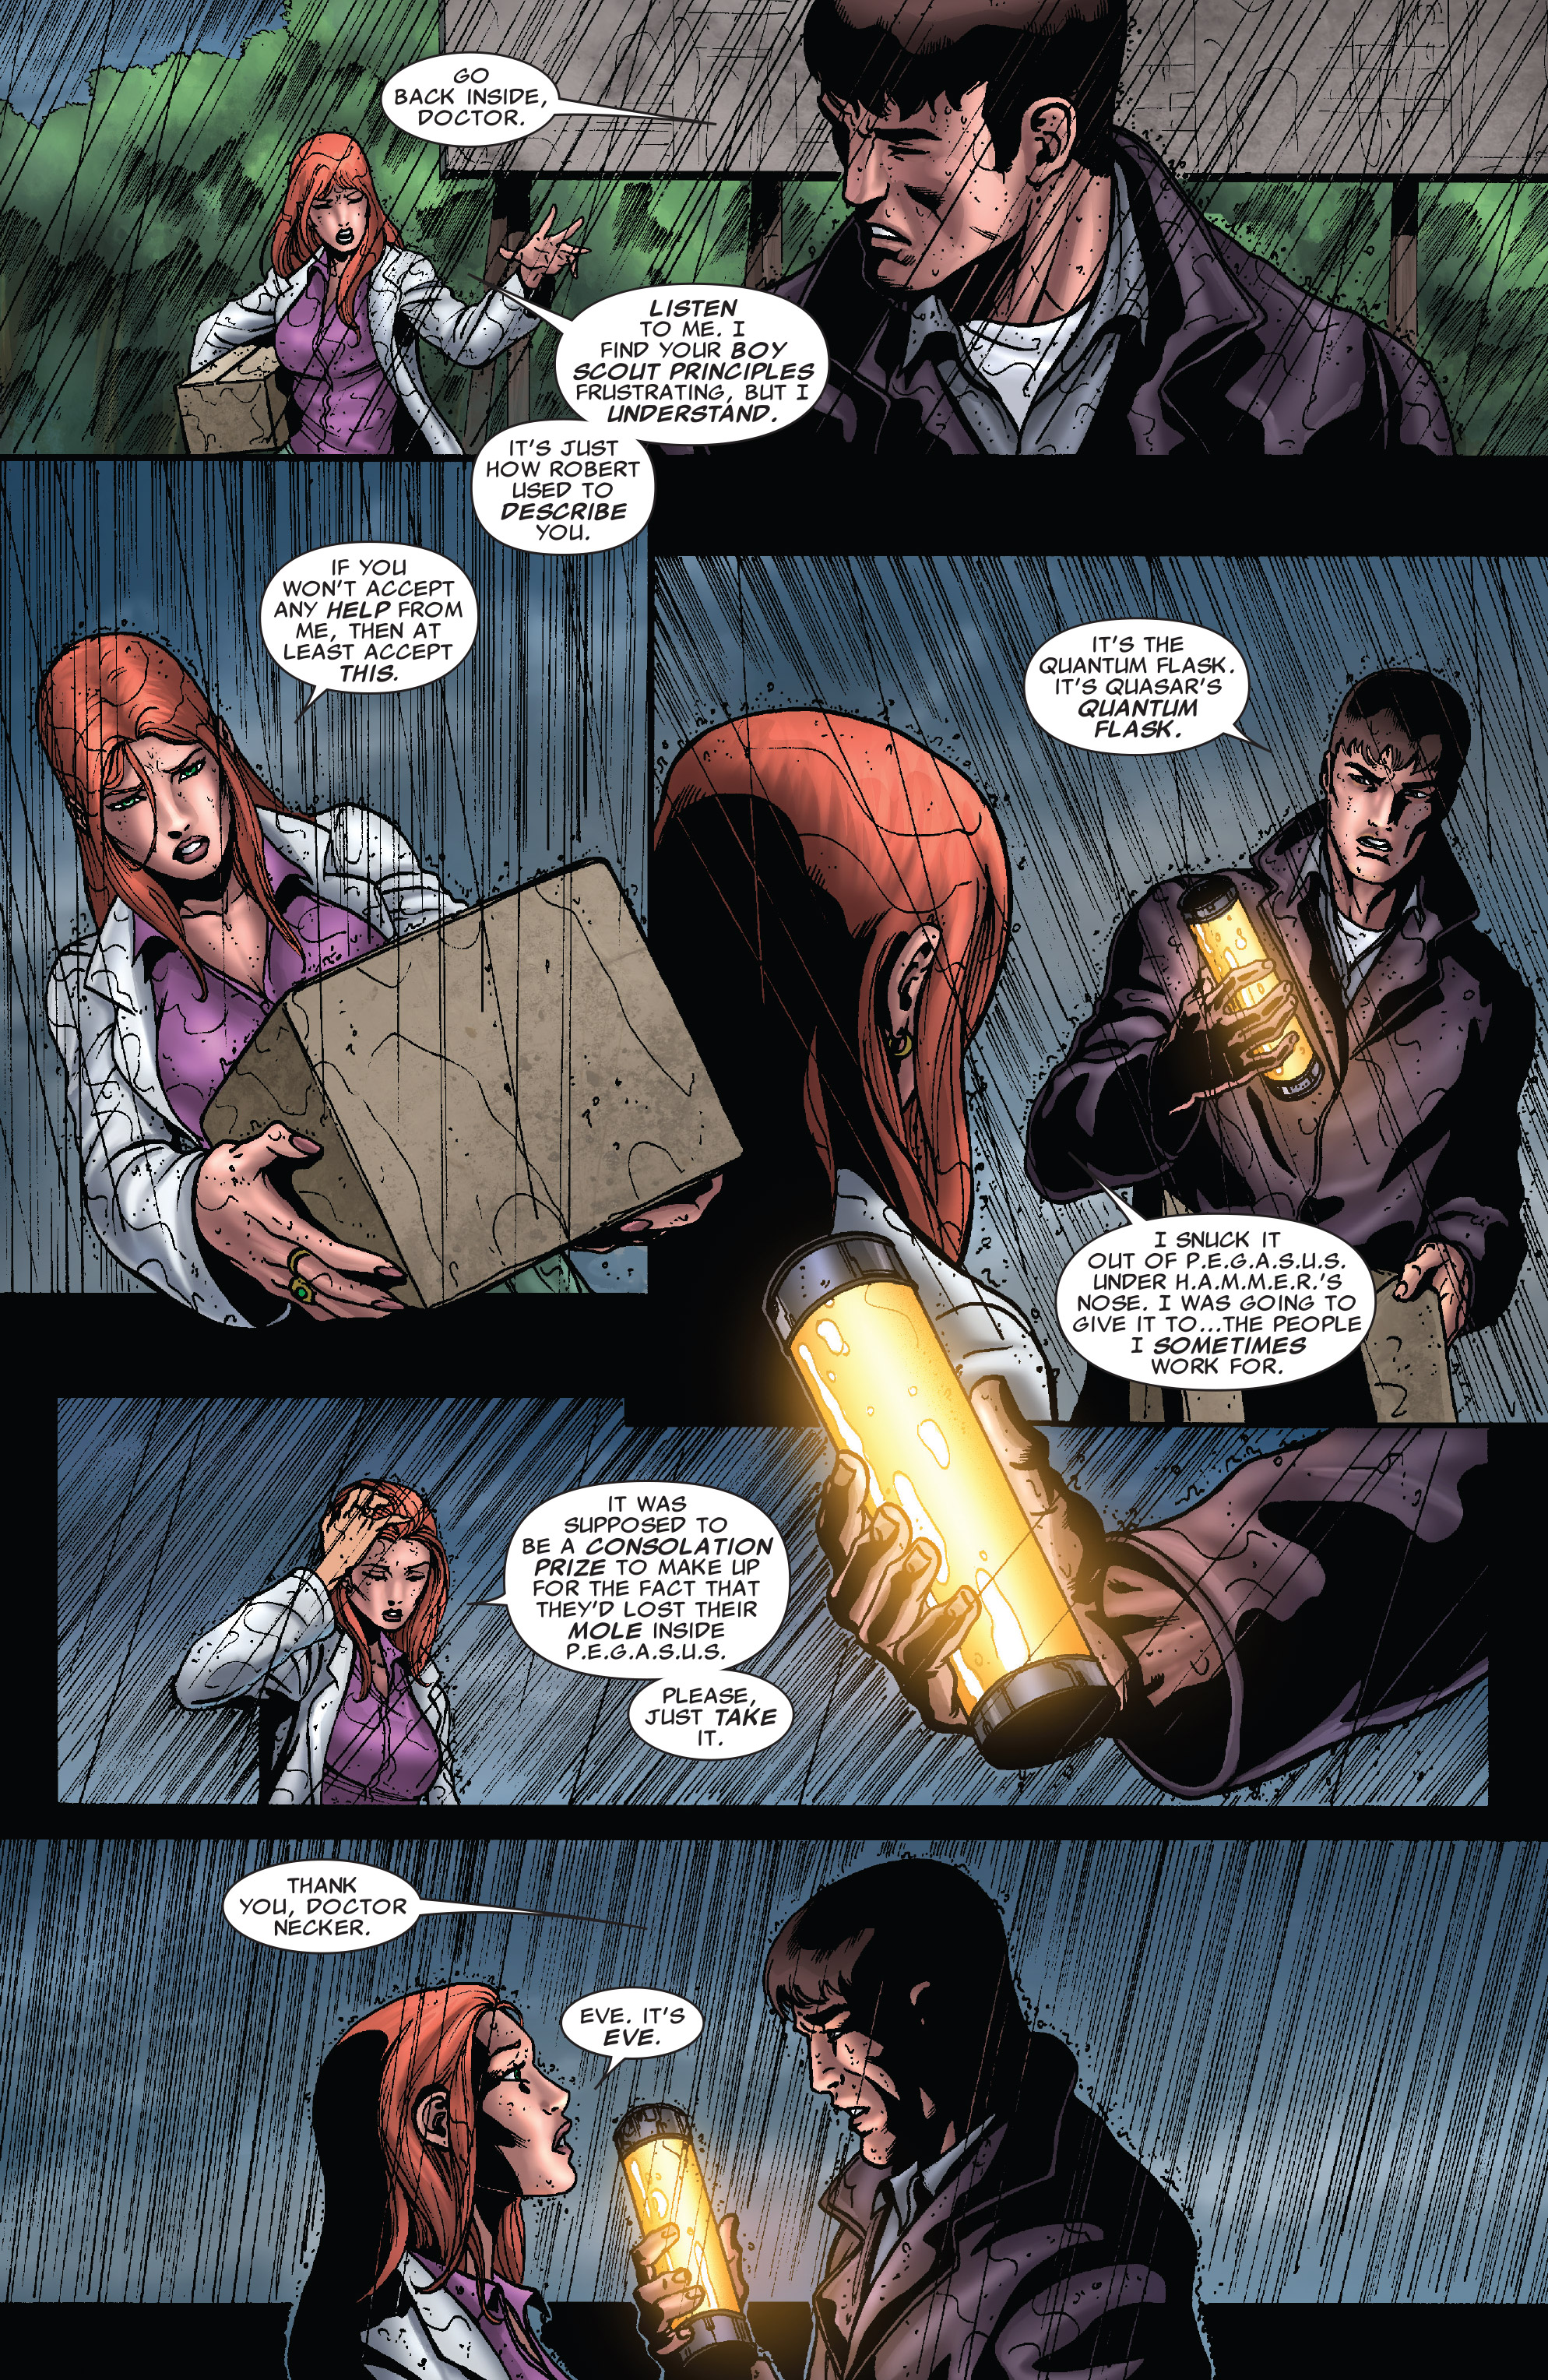 GO
BACK INSIDE,
DOCTOR.
LISTEN
TO ME. I
FIND YOUR BOY
SCOUT PRINCIPLES
FRUSTRATING, BUT I
UNDERSTAND.
IT'S JUST
HOW ROBERT
USED TO
DESCRIBE
YOU.
IF YOU
WON'T ACCEPT
ANY HELP FROM
ME, THEN AT
LEAST ACCEPT
THIS.
IT'S THE
QUANTUM FLASK.
IT'S QUASAR'S
QUANTUM
FLASK.
I SNUCK IT
OUT OF P.E.G.A.S.U.S.
UNDER H.A.M.M.E.R.'S
NOSE. I WAS GOING TO
GIVE IT TO...THE PEOPLE
I SOMETIMES
WORK FOR.
IT WAS
SUPPOSED TO
BE A CONSOLATION
PRIZE TO MAKE UP
FOR THE FACT THAT
THEY'D LOST THEIR
MOLE INSIDE
P.E.G.A.S.U.S.
PLEASE,
JUST TAKE
IT.
THANK
YOU, DOCTOR
NECKER.
EVE. IT'S
EVE.